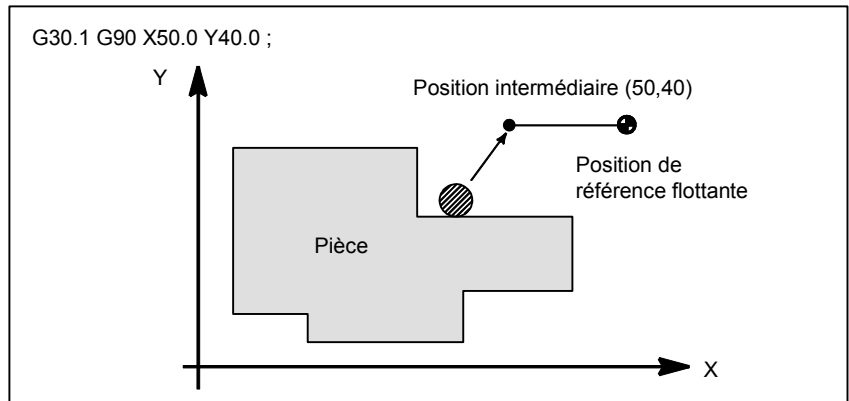 G30.1 G90 X50.0 Y40.0 ;
Y
Position intermédiaire (50,40)
Position de
référence flottante
Pièce
X